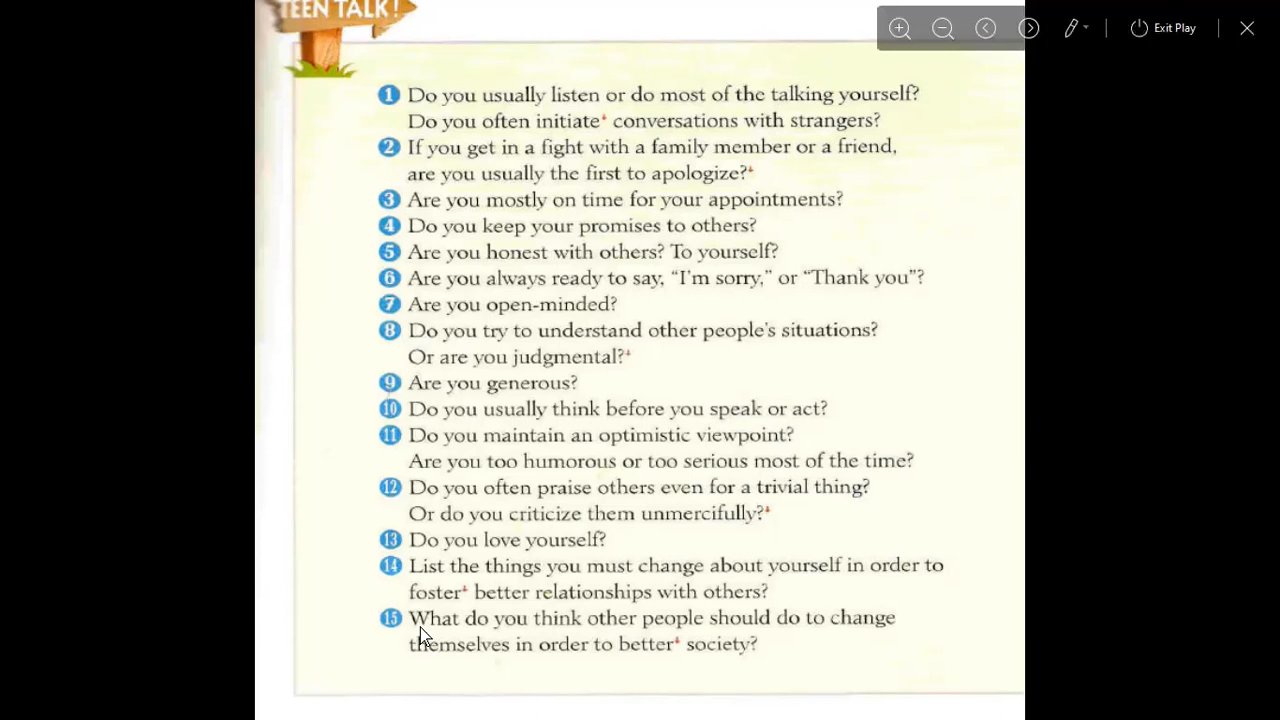 TEEN TALK!
Exit Play
1 Do you usually listen or do most of the talking yourself?
Do you often initiate+ conversations with strangers?
2 If you get in a fight with a family member or a friend,
are you usually the first to apologize?+
3 Are you mostly on time for your appointments?
4 Do you keep your promises to others?
5 Are you honest with others? To yourself?
6 Are you always ready to say, “I'm sorry,” or “Thank you”?
7 Are you open-minded?
8 Do you try to understand other people's situations?
Or are you judgmental?+
9 Are you generous?
10 Do you usually think before you speak or act?
11 Do you maintain an optimistic viewpoint?
Are you too humorous or too serious most of the time?
12 Do you often praise others even for a trivial thing?
Or do you criticize them unmercifully?+
13 Do you love yourself?
14 List the things you must change about yourself in order to
foster+ better relationships with others?
15 What do you think other people should do to change
themselves in order to better+ society?